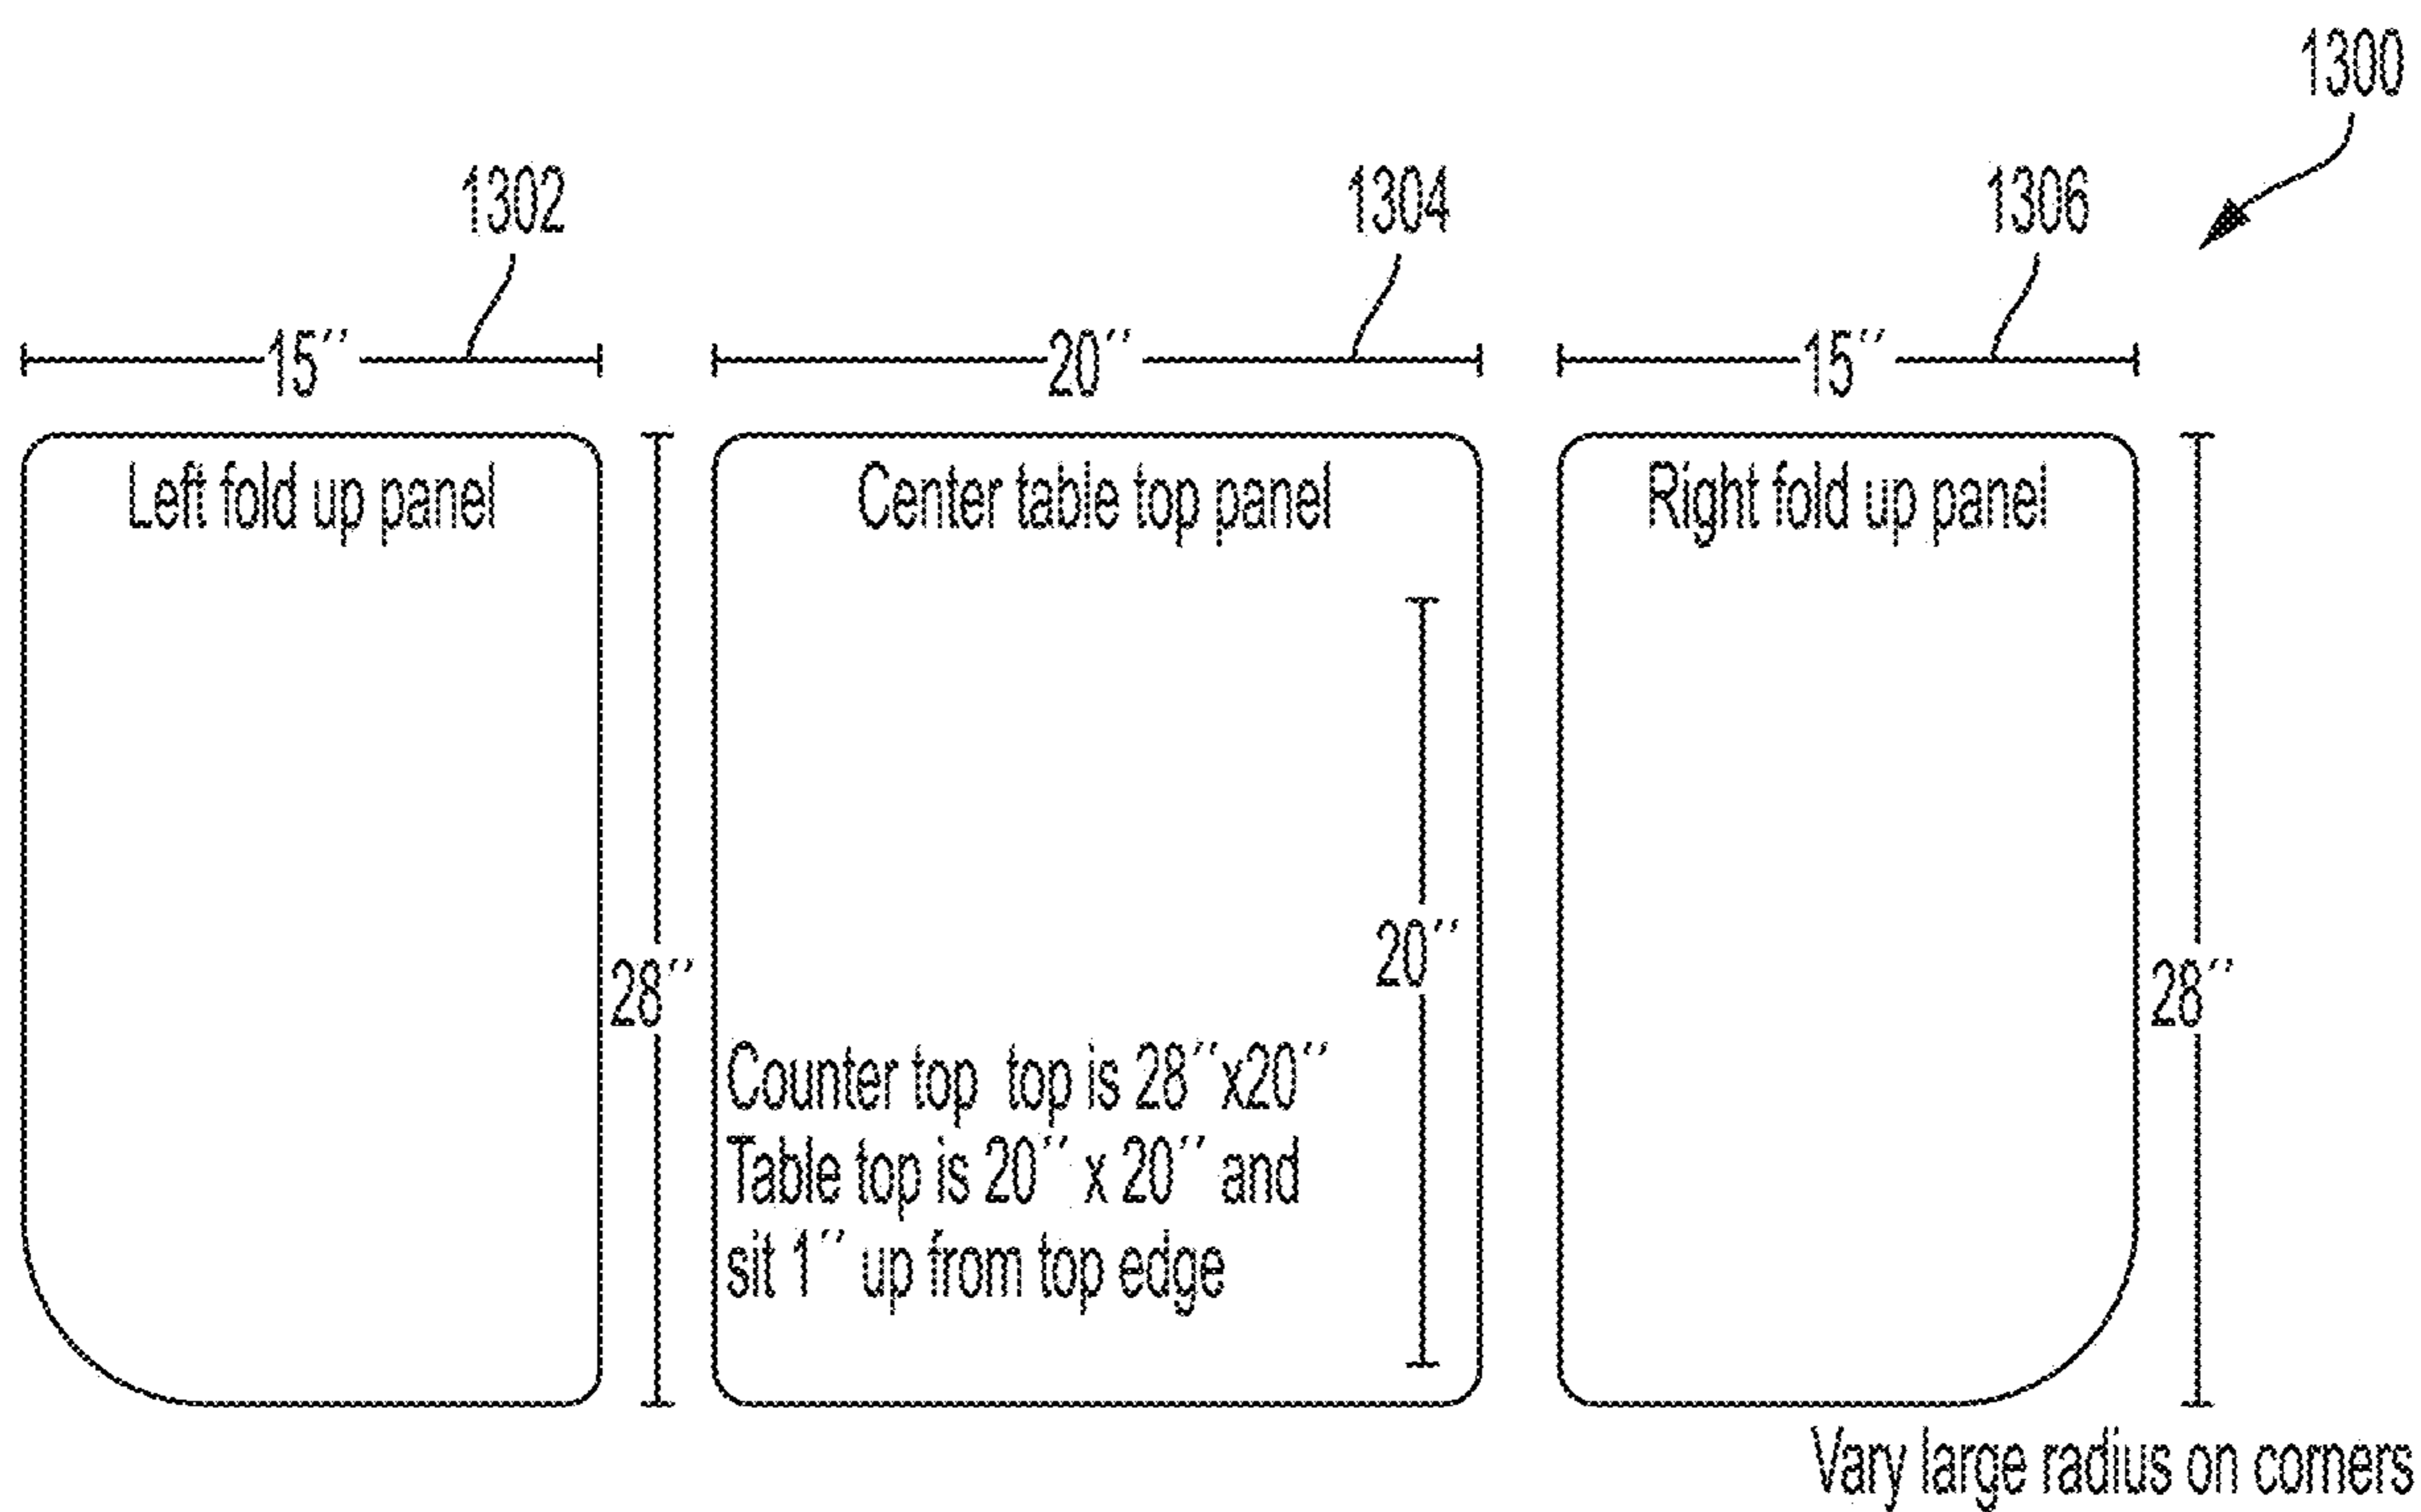 1300
1302
1304
1306
15″
20″
15″
Left fold up panel
Center table top panel
Right fold up panel
20″
28″
28″
Counter top top is 28″x20″
Table top is 20″ x 20″ and
sit 1″ up from top edge
Vary large radius on corners